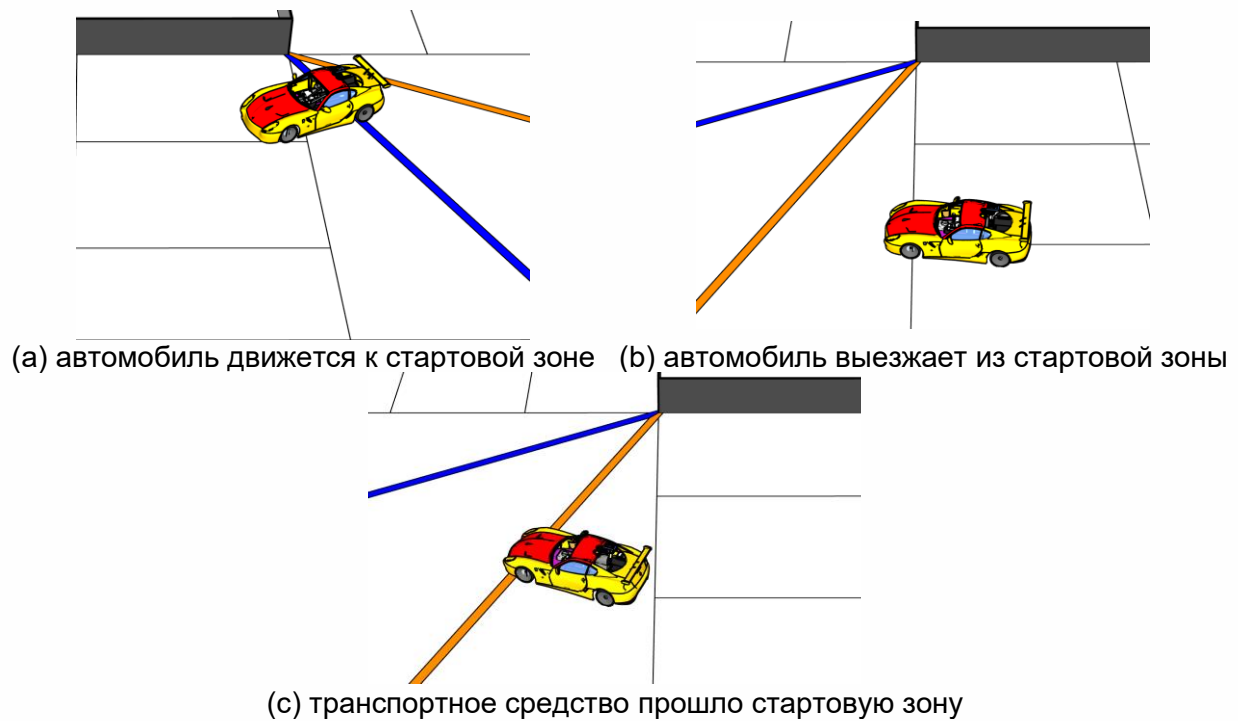 (a) автомобиль движется к стартовой зоне
(b) автомобиль выезжает из стартовой зоны
(c) транспортное средство прошло стартовую зону